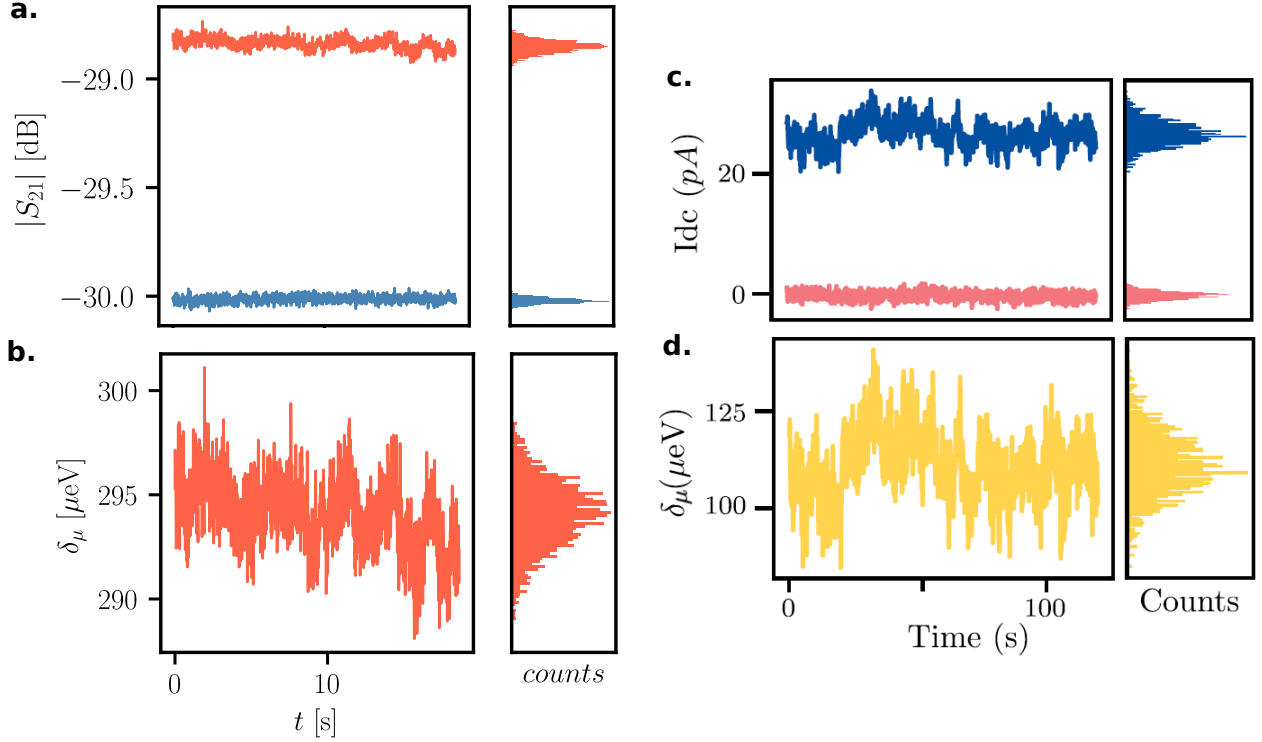 a.
−29.0
−29.5
−30.0
|S₂₁| [dB]
b.
300
295
290
δμ [μeV]
0
10
t [s]
counts
c.
20
0
Idc (pA)
d.
125
100
δμ(μeV)
0
100
Time (s)
Counts